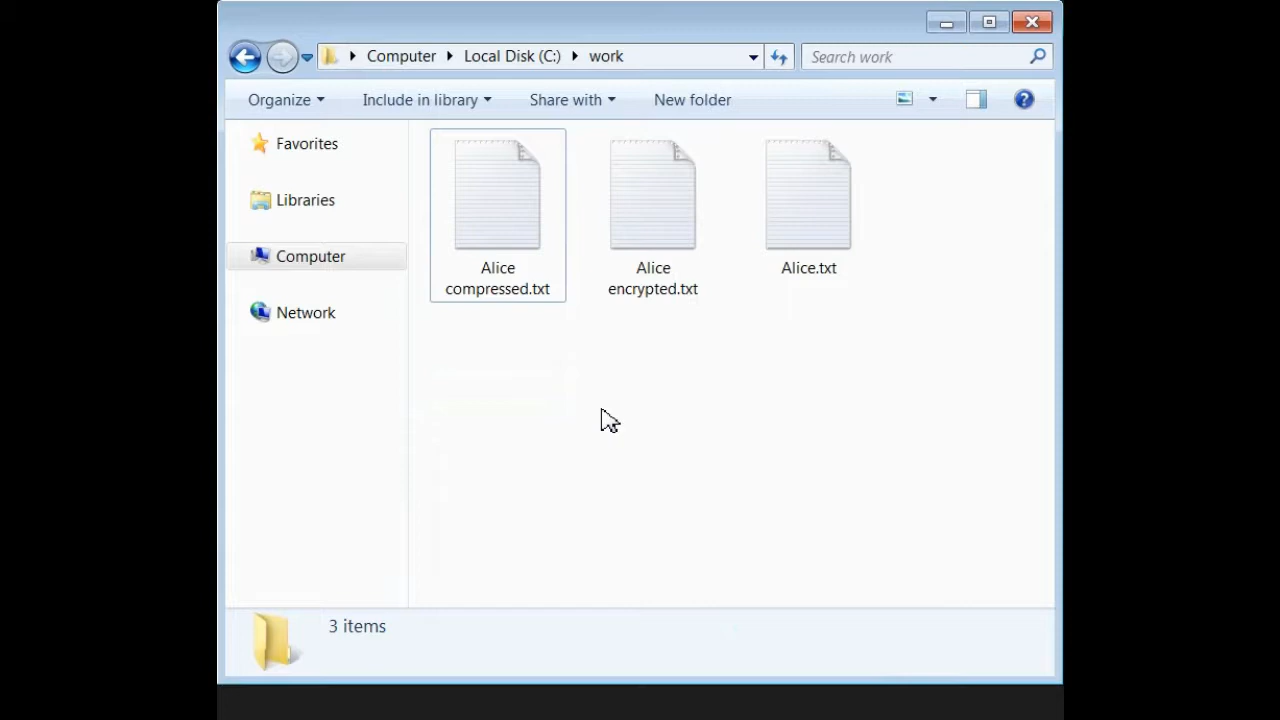 Computer Local Disk (C:) work
Search work
Organize Include in library Share with New folder
Favorites
Libraries
Computer
Network
Alice
compressed.txt
Alice
encrypted.txt
Alice.txt
3 items